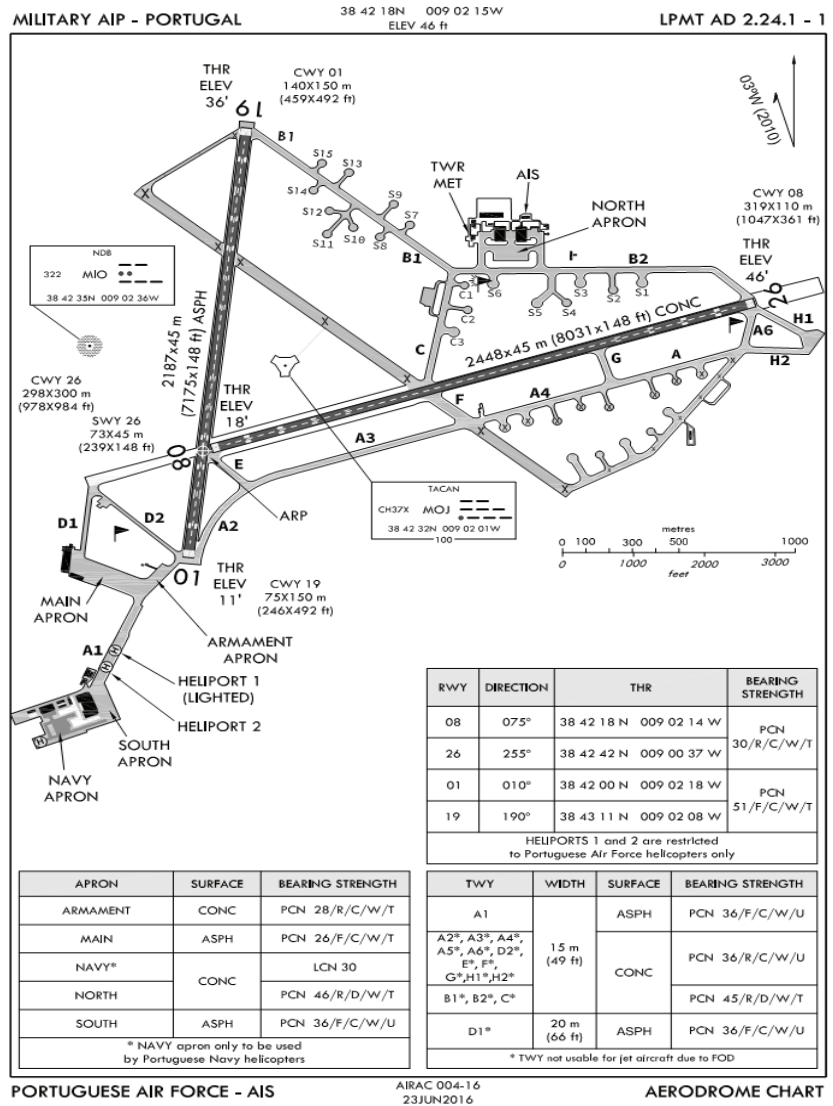 MILITARY AIP - PORTUGAL
38 42 18N 009 02 15W
ELEV 46 ft
LPMT AD 2.24.1 - 1
THR
ELEV
36'
19
CWY 01
140X150 m
(459X492 ft)
03ºW (2010)
B1
S15
S13
S14
S12
S9
S7
S11
S10
S8
TWR
MET
AIS
NORTH
APRON
CWY 08
319X110 m
(1047X361 ft)
THR
ELEV
46'
26
NDB
322 MIO
38 42 35N 009 02 36W
B1
I-
B2
C1
S6
S3
S2
S1
S5
S4
C2
C3
C
H1
A6
H2
2187x45 m
(7175x148 ft) ASPH
2448x45 m (8031x148 ft) CONC
G
A
CWY 26
298X300 m
(978X984 ft)
SWY 26
73X45 m
(239X148 ft)
THR
ELEV
18'
F
A4
08
A3
E
ARP
TACAN
CH37X MOJ
38 42 32N 009 02 01W
100
D1
D2
A2
metres
0 100 300 500 1000
0 1000 2000 3000
feet
01
THR
ELEV
11'
CWY 19
75X150 m
(246X492 ft)
MAIN
APRON
ARMAMENT
APRON
A1
H
H
HELIPORT 1
(LIGHTED)
HELIPORT 2
SOUTH
APRON
H
NAVY
APRON
RWY DIRECTION THR BEARING STRENGTH
08 075° 38 42 18 N 009 02 14 W PCN 30/R/C/W/T
26 255° 38 42 42 N 009 00 37 W
01 010° 38 42 00 N 009 02 18 W PCN 51/F/C/W/T
19 190° 38 43 11 N 009 02 08 W
HELIPORTS 1 and 2 are restricted
to Portuguese Air Force helicopters only
APRON SURFACE BEARING STRENGTH
ARMAMENT CONC PCN 28/R/C/W/T
MAIN ASPH PCN 26/F/C/W/T
NAVY* CONC LCN 30
NORTH PCN 46/R/D/W/T
SOUTH ASPH PCN 36/F/C/W/U
* NAVY apron only to be used
by Portuguese Navy helicopters
TWY WIDTH SURFACE BEARING STRENGTH
A1 15 m (49 ft) ASPH PCN 36/F/C/W/U
A2*, A3*, A4*,
A5*, A6*, D2*,
E*, F*,
G*,H1*,H2*
CONC PCN 36/R/C/W/U
B1*, B2*, C* PCN 45/R/D/W/T
D1* 20 m (66 ft) ASPH PCN 36/F/C/W/U
* TWY not usable for jet aircraft due to FOD
PORTUGUESE AIR FORCE - AIS
AIRAC 004-16
23JUN2016
AERODROME CHART